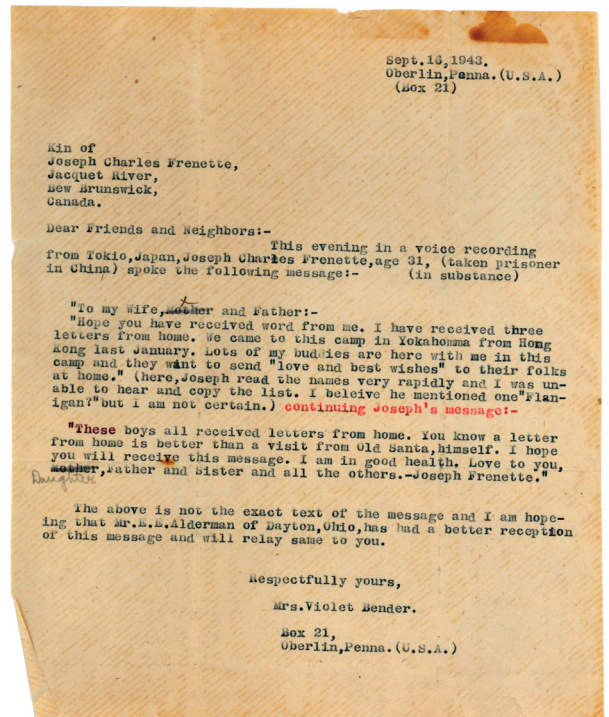 Sept.16,1943.
Oberlin,Penna.(U.S.A.)
(Box 21)
Kin of
Joseph Charles Frenette,
Jacquet River,
Bew Brunswick,
Canada.
Dear Friends and Neighbors:-
This evening in a voice recording
from Tokio,Japan,Joseph Charles Frenette,age 31, (taken prisoner
in China) spoke the following message:- (in substance)
"To my Wife,Mother and Father:-
"Hope you have received word from me. I have received three
letters from home. We came to this camp in Yokahomma from Hong
Kong last January. Lots of my buddies are here with me in this
camp and they want to send "love and best wishes" to their folks
at home." (here,Joseph read the names very rapidly and I was un-
able to hear and copy the list. I beleive he mentioned one"Flan-
igan?"but I am not certain.) continuing Joseph's message:-
"These boys all received letters from home. You know a letter
from home is better than a visit from Old Santa,himself. I hope
you will receive this message. I am in good health. Love to you,
Mother,Father and Sister and all the others.-Joseph Frenette."
Daughter
The above is not the exact text of the message and I am hope-
ing that Mr.E.E.Alderman of Dayton,Ohio,has had a better reception
of this message and will relay same to you.
Respectfully yours,
Mrs.Violet Bender.
Box 21,
Oberlin,Penna.(U.S.A.)